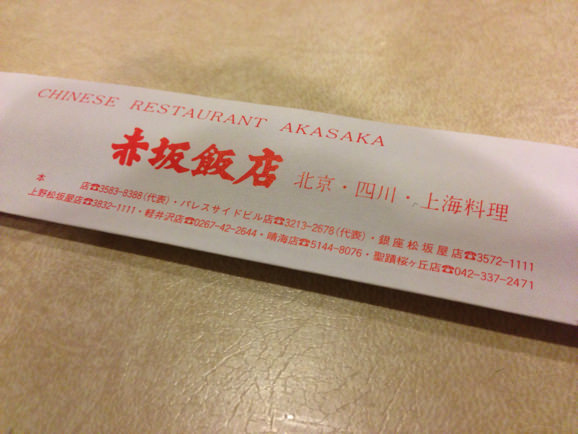 CHINESE RESTAURANT AKASAKA
赤坂飯店 北京・四川・上海料理
本 店☎3583-8388(代表)・パレスサイドビル店☎3213-2678(代表)・銀座松坂屋店☎3572-1111
上野松坂屋店☎3832-1111・軽井沢店☎0267-42-2644・晴海店☎5144-8076・聖蹟桜ヶ丘店☎042-337-2471